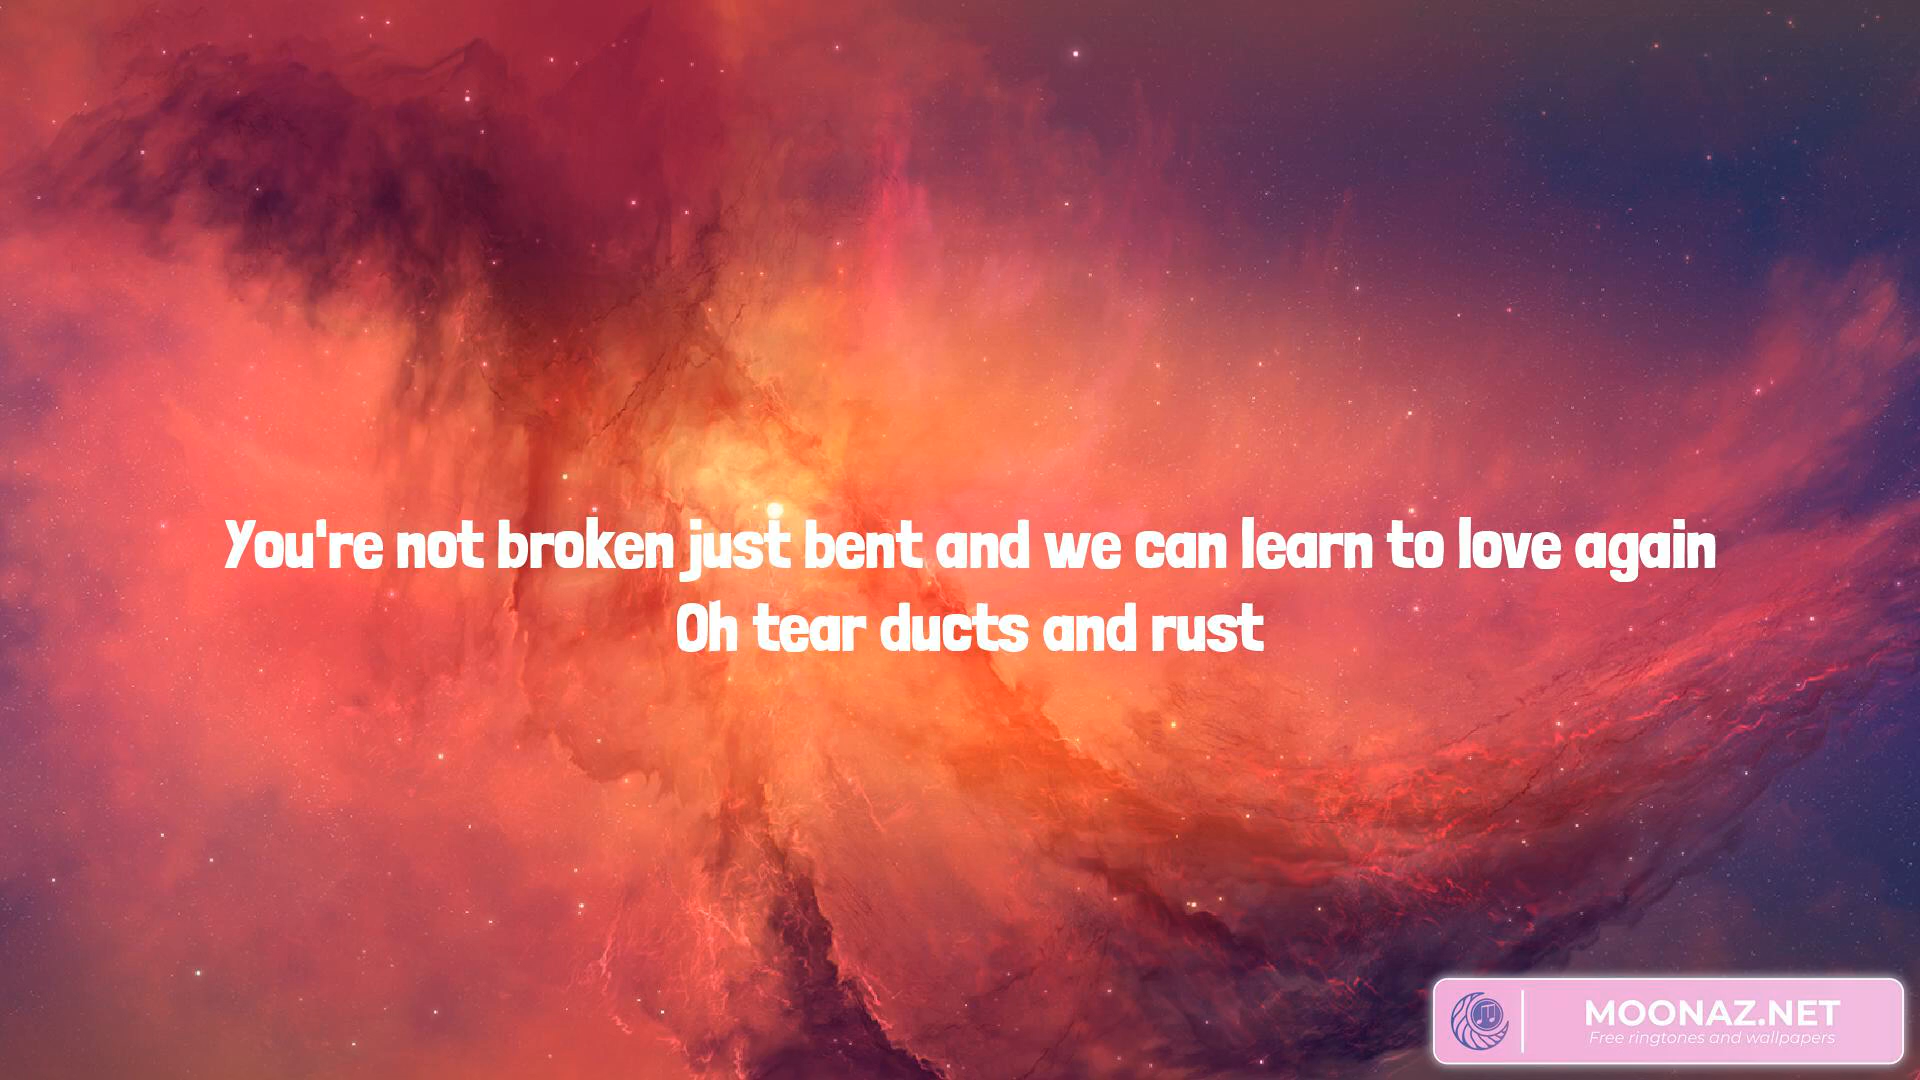 You're not broken just bent and we can learn to love again
Oh tear ducts and rust
MOONAZ.NET
Free ringtones and wallpapers